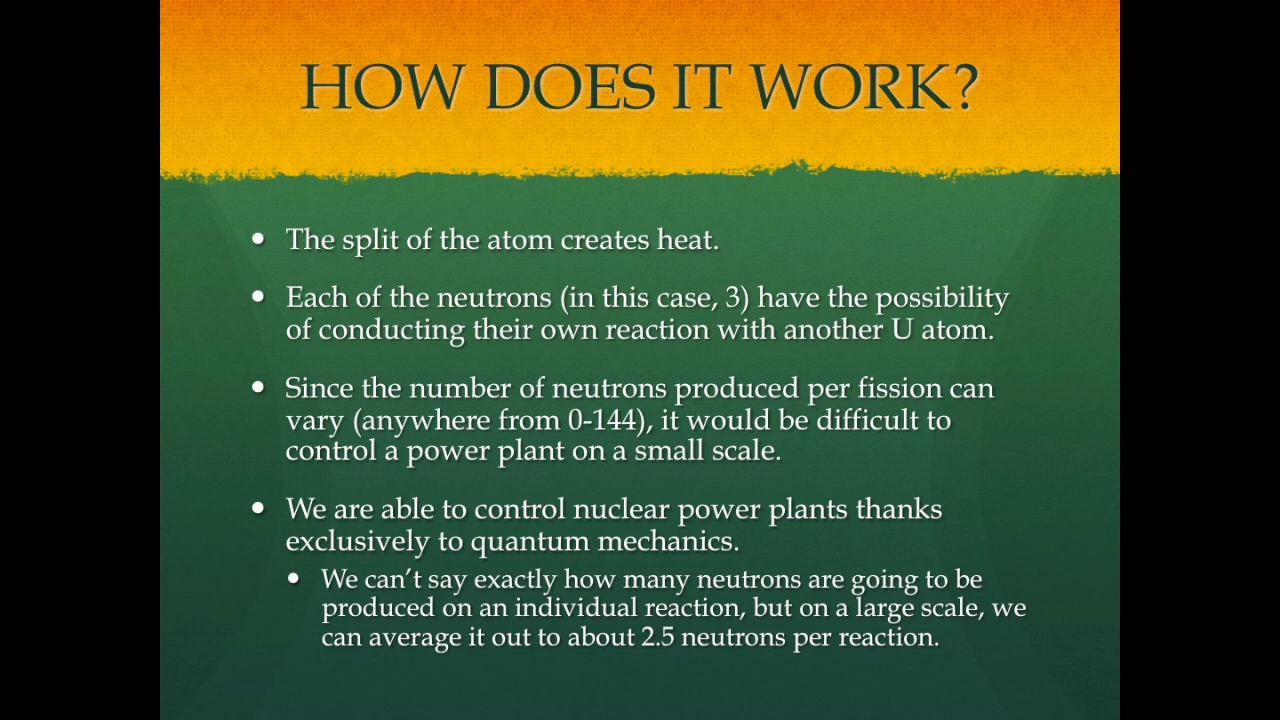 HOW DOES IT WORK?
• The split of the atom creates heat.
• Each of the neutrons (in this case, 3) have the possibility
of conducting their own reaction with another U atom.
• Since the number of neutrons produced per fission can
vary (anywhere from 0-144), it would be difficult to
control a power plant on a small scale.
• We are able to control nuclear power plants thanks
exclusively to quantum mechanics.
• We can't say exactly how many neutrons are going to be
produced on an individual reaction, but on a large scale, we
can average it out to about 2.5 neutrons per reaction.